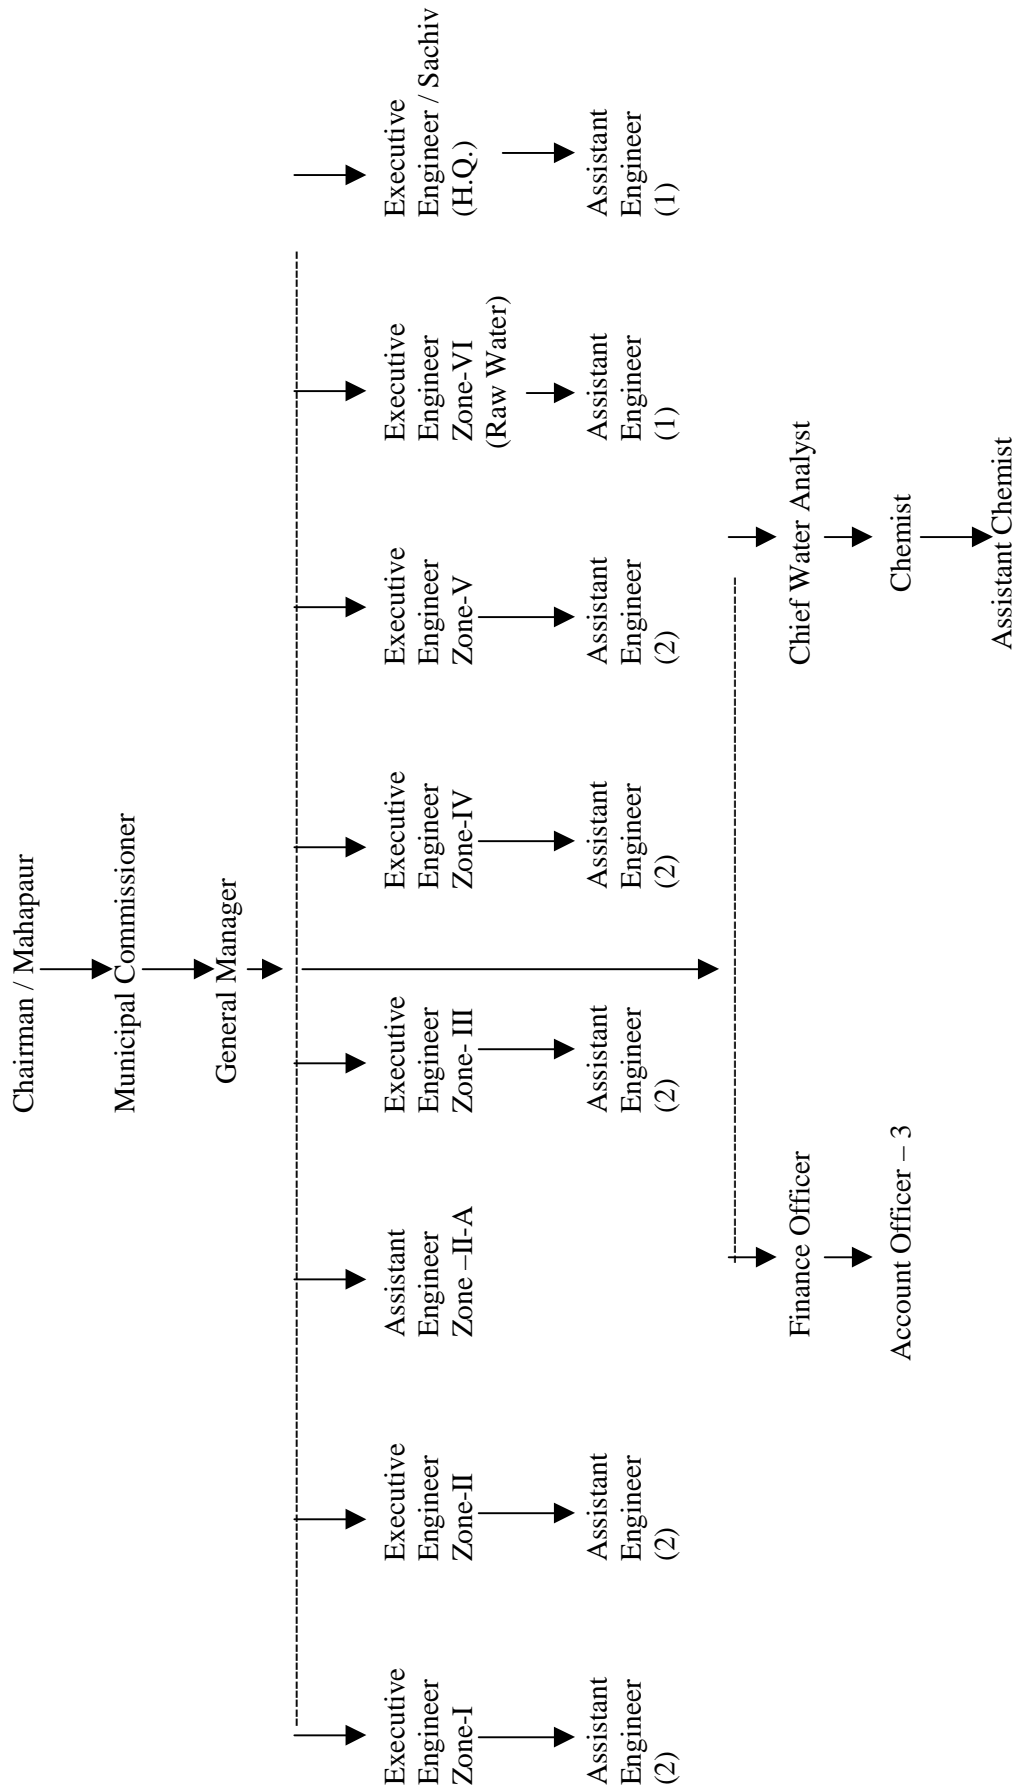 Chairman / Mahapaur
Municipal Commissioner
General Manager
Executive
Engineer
Zone-I
Executive
Engineer
Zone-II
Assistant
Engineer
Zone –II-A
Executive
Engineer
Zone- III
Executive
Engineer
Zone-IV
Executive
Engineer
Zone-V
Executive
Engineer
Zone-VI
(Raw Water)
Executive
Engineer / Sachiv
(H.Q.)
Assistant
Engineer
(2)
Assistant
Engineer
(2)
Assistant
Engineer
(2)
Assistant
Engineer
(2)
Assistant
Engineer
(2)
Assistant
Engineer
(1)
Assistant
Engineer
(1)
Finance Officer
Chief Water Analyst
Account Officer – 3
Chemist
Assistant Chemist